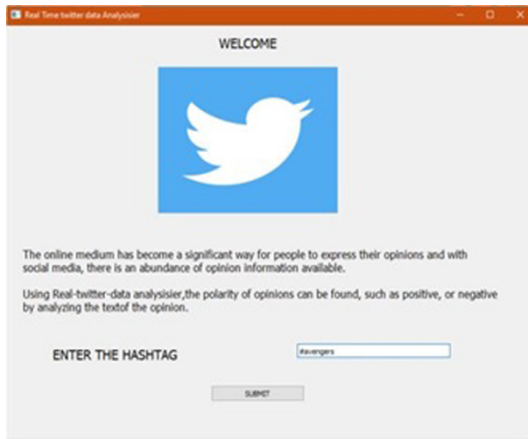 Real Time twitter data Analysisier
WELCOME
The online medium has become a significant way for people to express their opinions and with
social media, there is an abundance of opinion information available.
Using Real-twitter-data analysisier,the polarity of opinions can be found, such as positive, or negative
by analyzing the textof the opinion.
ENTER THE HASHTAG
#avengers
SUBMIT